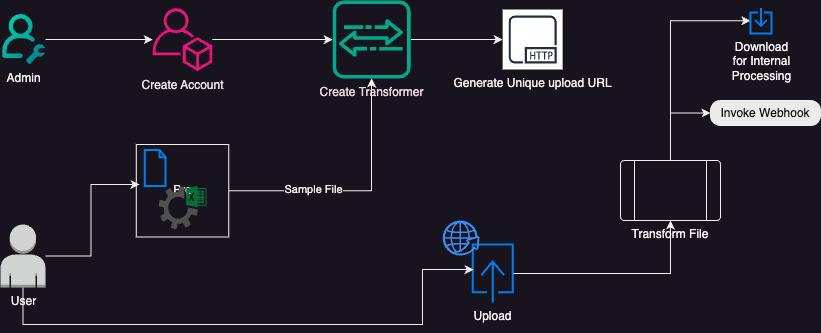 Admin
Create Account
Create Transformer
HTTP
Generate Unique upload URL
Download
for Internal
Processing
Invoke Webhook
Sample File
Transform File
User
Upload